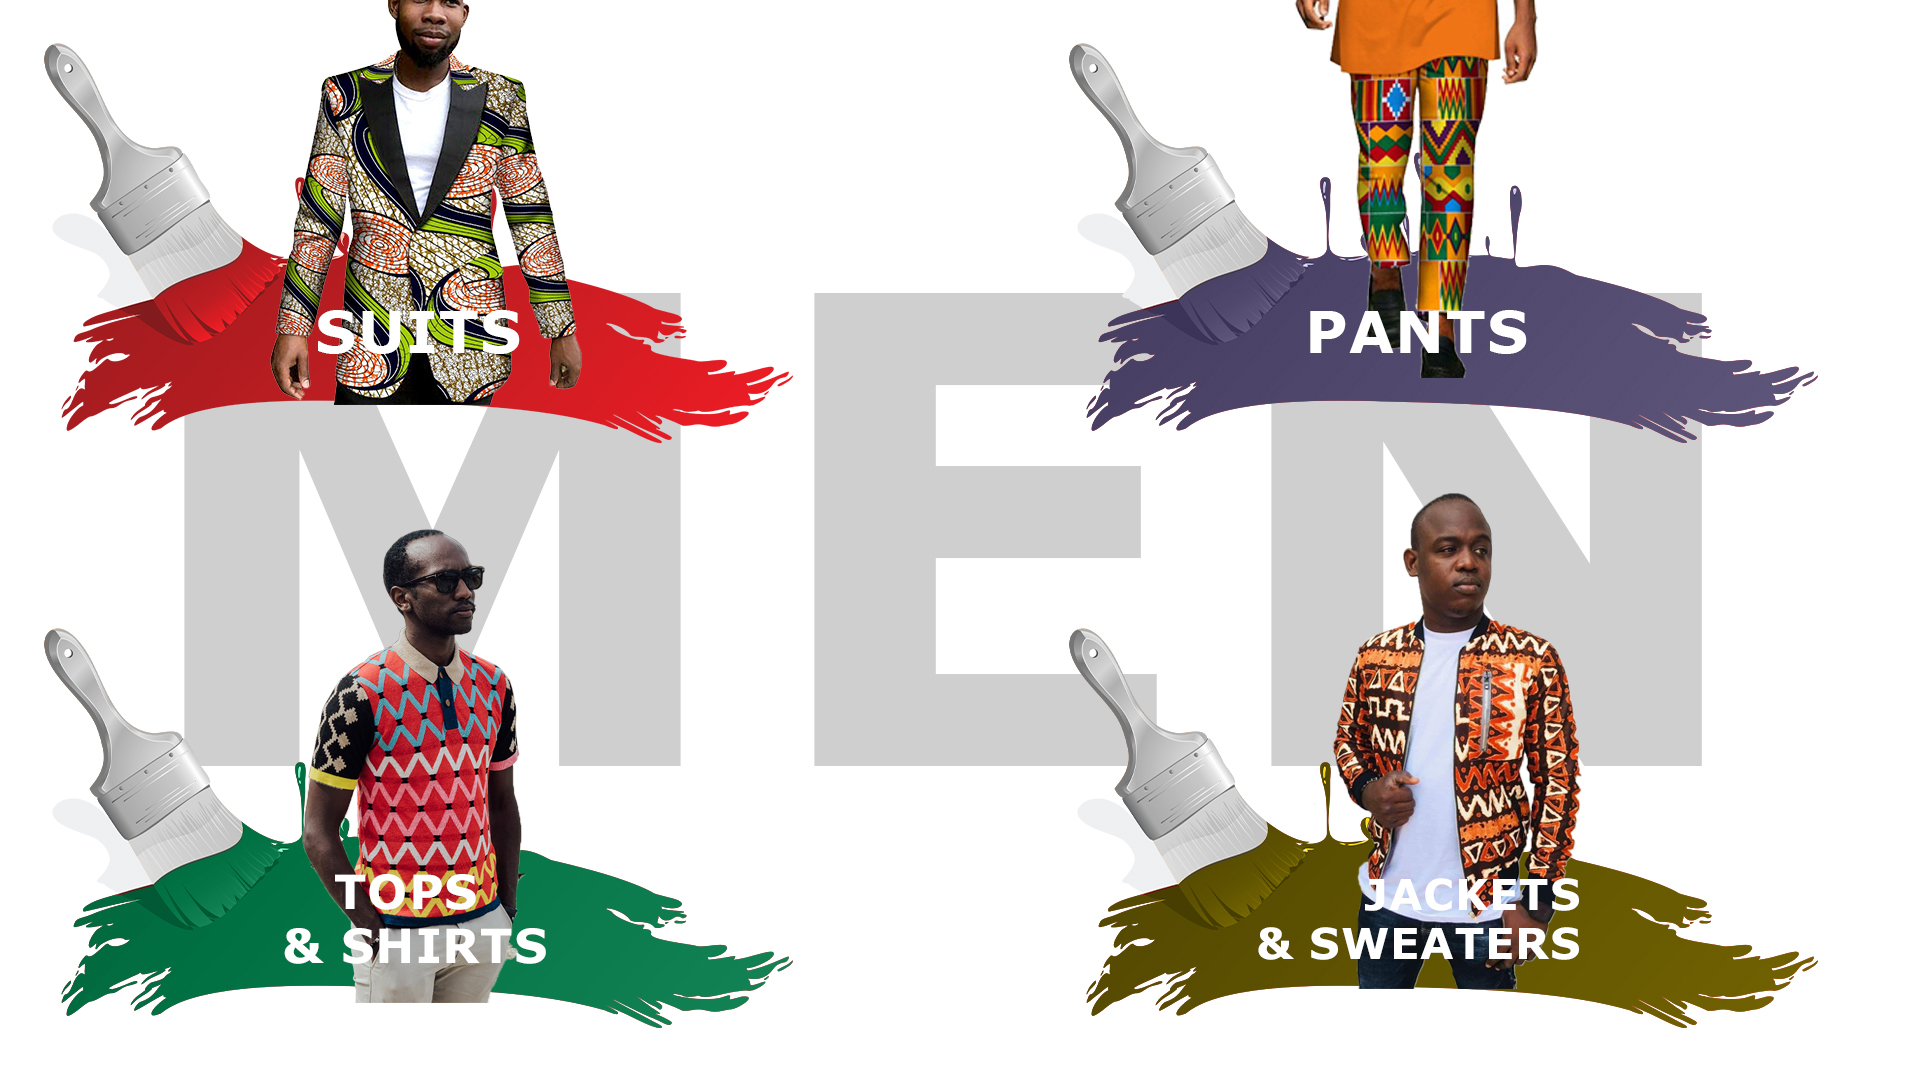 MEN
SUITS
PANTS
TOPS
& SHIRTS
JACKETS
& SWEATERS